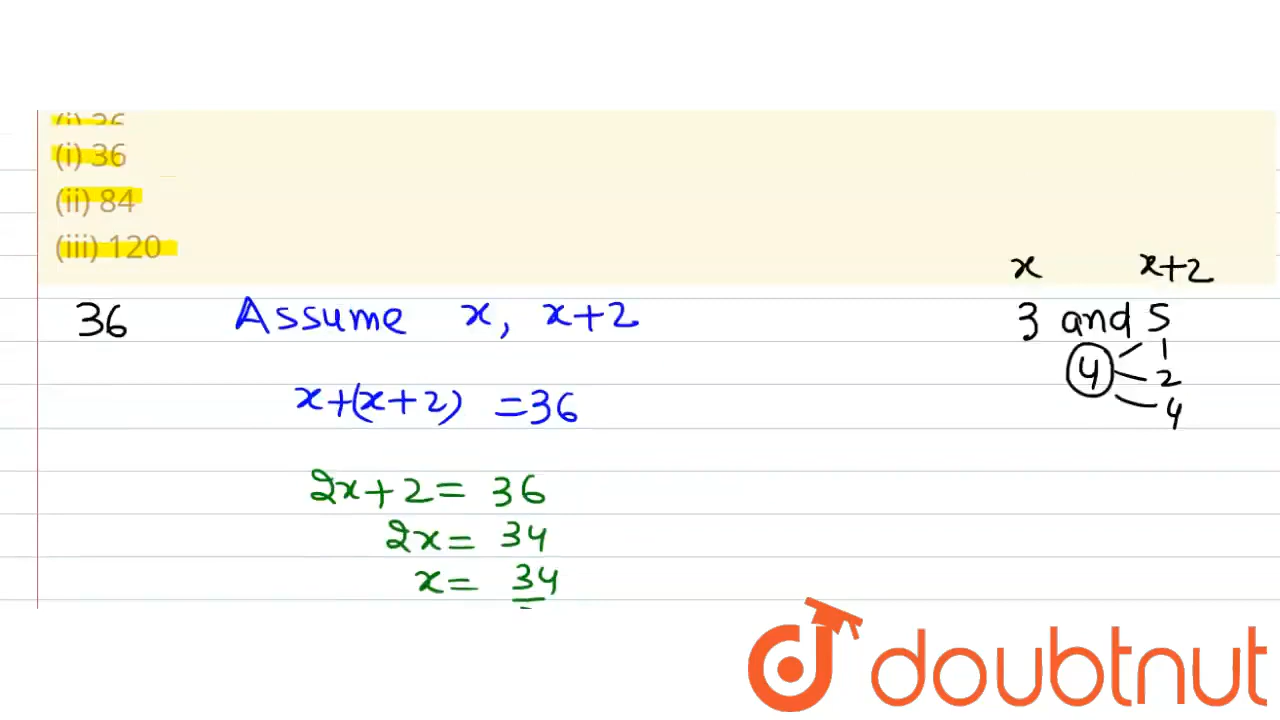 (i) 36
(i) 36
(ii) 84
(iii) 120
x x+2
36 Assume x, x+2
3 and 5
4 1
2
4
x+(x+2) =36
2x+2= 36
2x= 34
x= 34
doubtnut